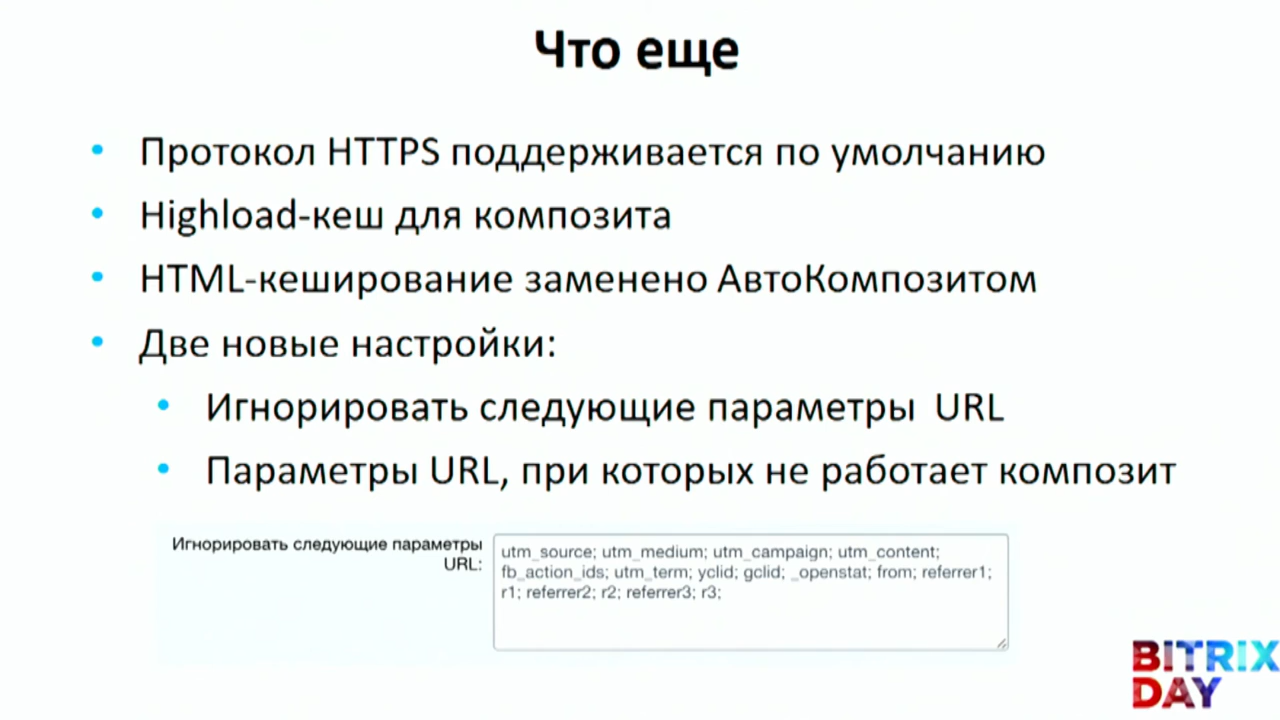 Что еще
Протокол HTTPS поддерживается по умолчанию
Highload-кеш для композита
HTML-кеширование заменено АвтоКомпозитом
Две новые настройки:
Игнорировать следующие параметры URL
Параметры URL, при которых не работает композит
Игнорировать следующие параметры
URL:
utm_source; utm_medium; utm_campaign; utm_content;
fb_action_ids; utm_term; yclid; gclid; _openstat; from; referrer1;
r1; referrer2; r2; referrer3; r3;
BITRIX
DAY